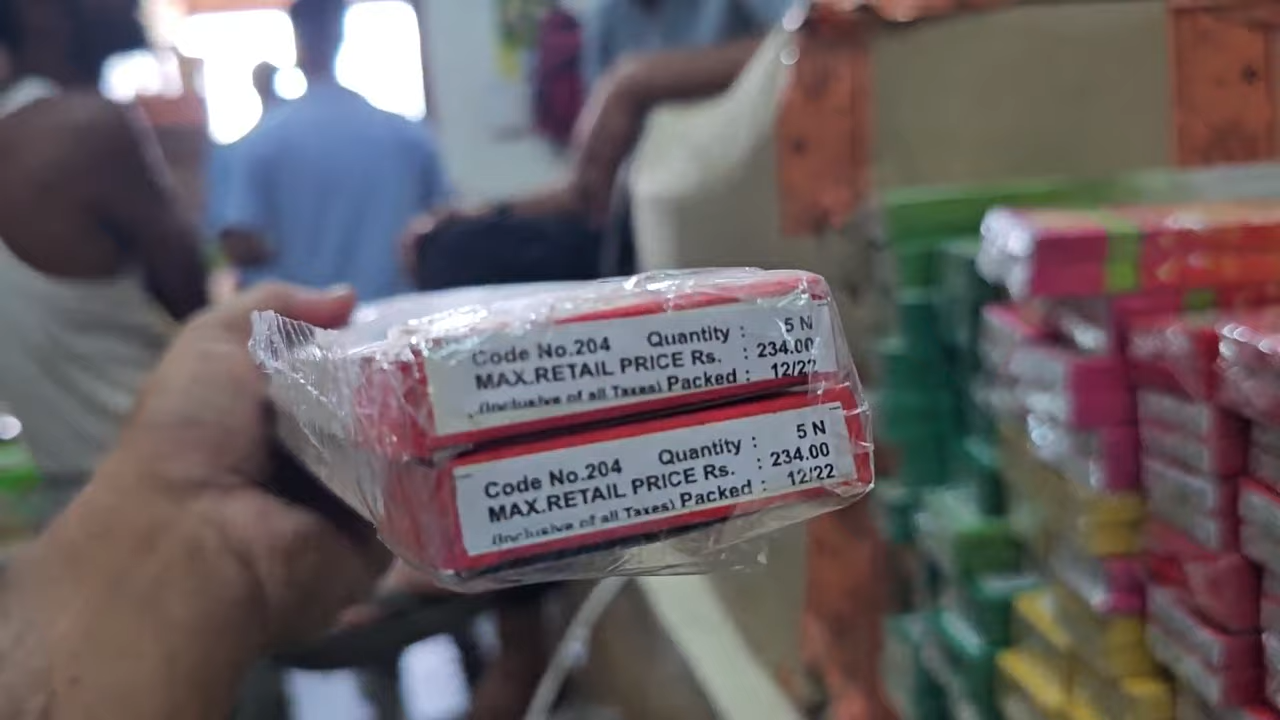 Code No.204 Quantity : 5 N
MAX.RETAIL PRICE Rs. : 234.00
(Inclusive of all Taxes) Packed : 12/22
Code No.204 Quantity : 5 N
MAX.RETAIL PRICE Rs. : 234.00
(Inclusive of all Taxes) Packed : 12/22